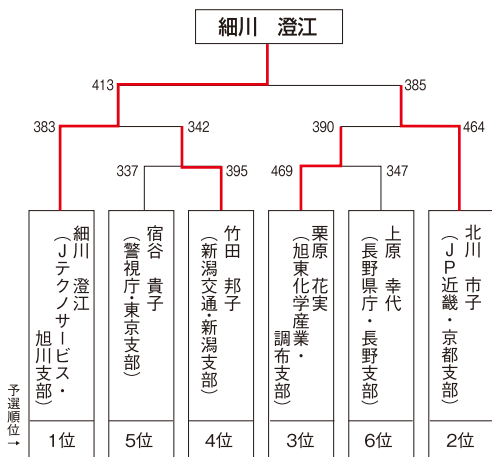 細川　澄江
413
385
383
342
390
464
337
395
469
347
細川　澄江
（Ｊテクノサービス・
旭川支部）
宿谷　貴子
（警視庁・東京支部）
竹田　邦子
（新潟交通・新潟支部）
栗原　花実
（旭東化学産業・
調布支部）
上原　幸代
（長野県庁・長野支部）
北川　市子
（ＪＰ近畿・京都支部）
予選順位→
1位
5位
4位
3位
6位
2位